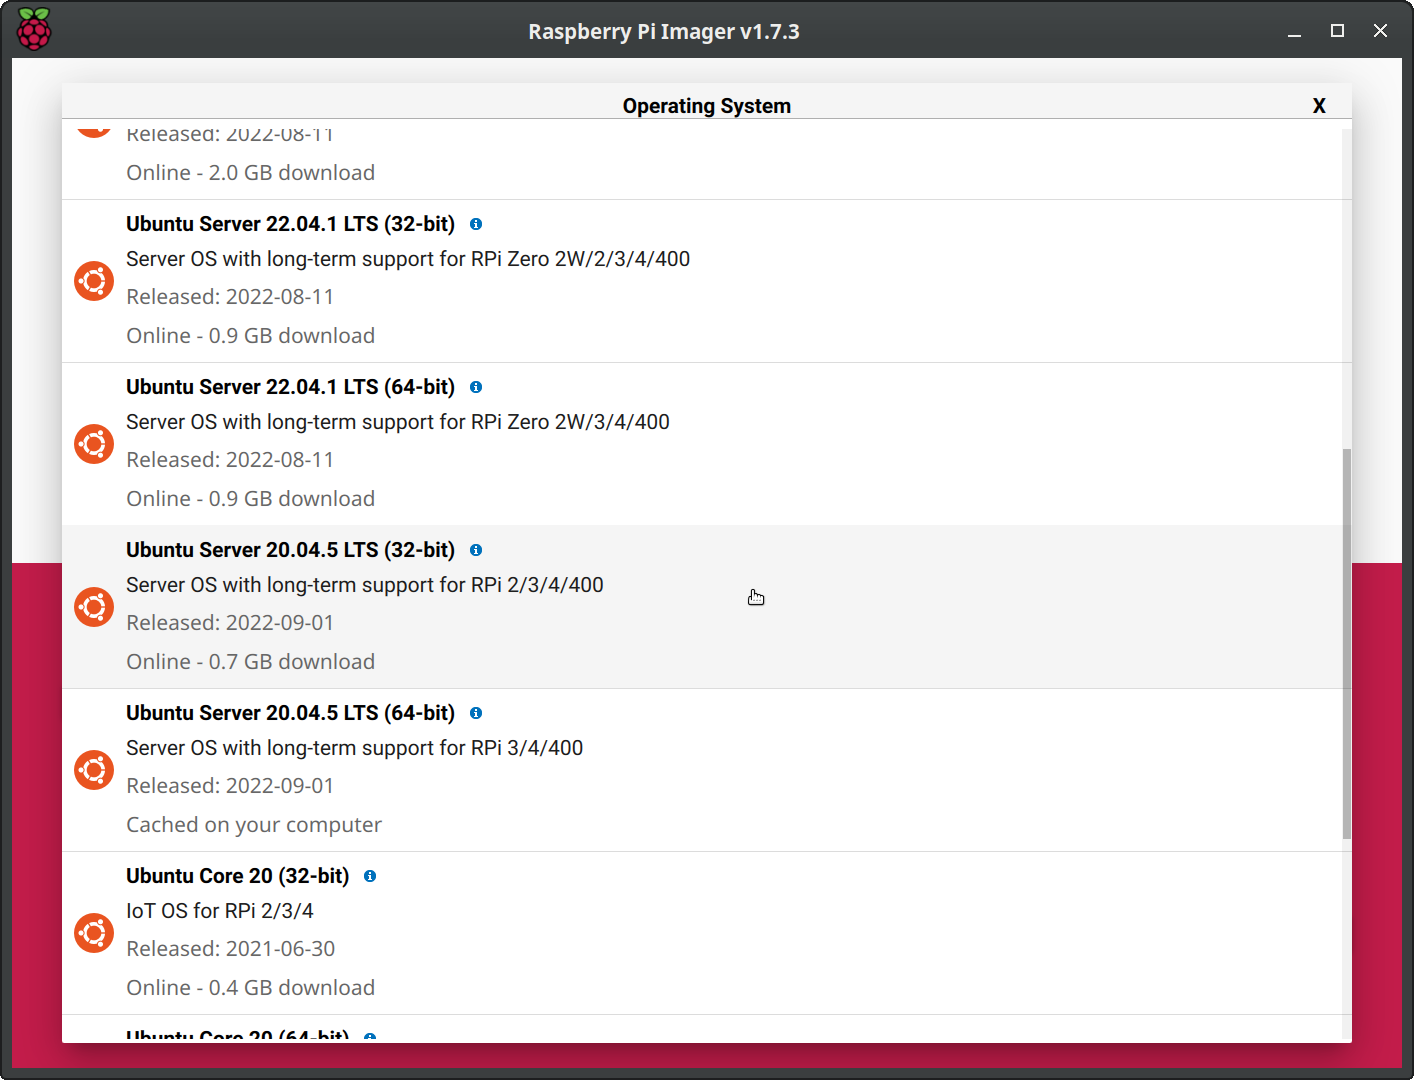 Raspberry Pi Imager v1.7.3
Operating System
X
Released: 2022-08-11
Online - 2.0 GB download
Ubuntu Server 22.04.1 LTS (32-bit)
Server OS with long-term support for RPi Zero 2W/2/3/4/400
Released: 2022-08-11
Online - 0.9 GB download
Ubuntu Server 22.04.1 LTS (64-bit)
Server OS with long-term support for RPi Zero 2W/3/4/400
Released: 2022-08-11
Online - 0.9 GB download
Ubuntu Server 20.04.5 LTS (32-bit)
Server OS with long-term support for RPi 2/3/4/400
Released: 2022-09-01
Online - 0.7 GB download
Ubuntu Server 20.04.5 LTS (64-bit)
Server OS with long-term support for RPi 3/4/400
Released: 2022-09-01
Cached on your computer
Ubuntu Core 20 (32-bit)
IoT OS for RPi 2/3/4
Released: 2021-06-30
Online - 0.4 GB download
Ubuntu Core 20 (64-bit)